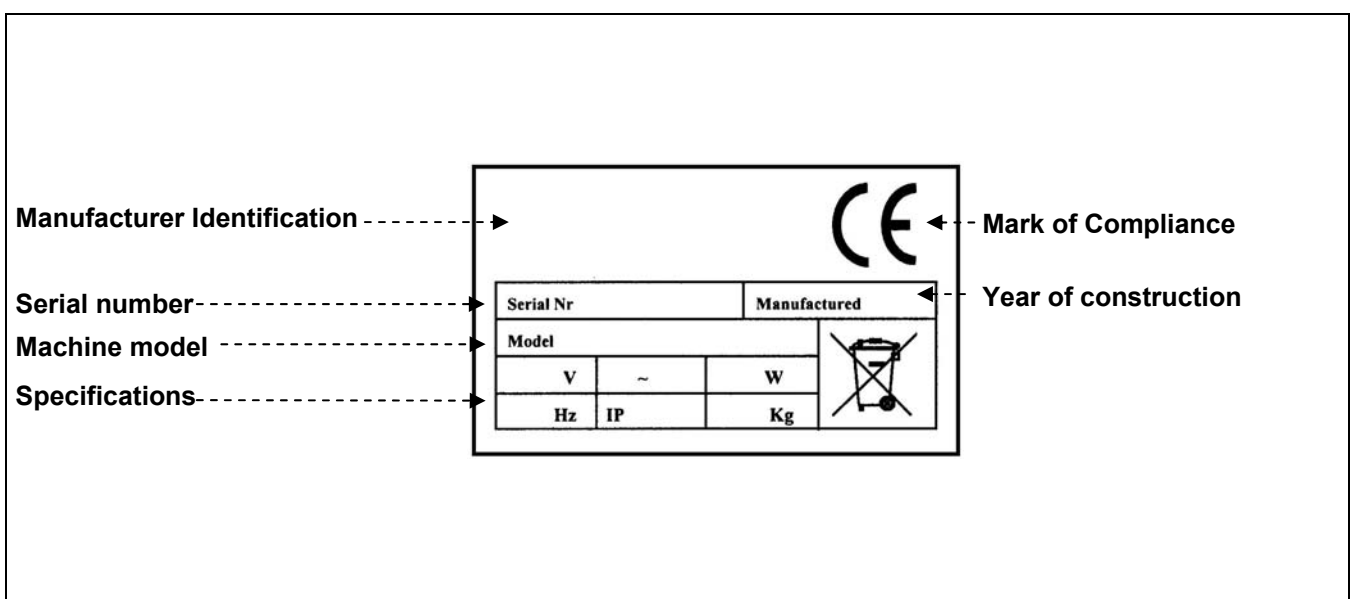 Manufacturer Identification
CE
Mark of Compliance
Serial number
Serial Nr
Manufactured
Year of construction
Machine model
Model
Specifications
V
~
W
Hz
IP
Kg